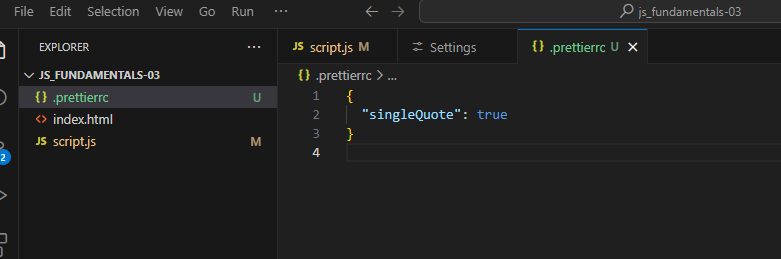 File Edit Selection View Go ··· js_fundamentals-03
EXPLORER ···
JS_FUNDAMENTALS-03
{} .prettierrc U
<> index.html
JS script.js M
2
JS script.js M Settings {} .prettierrc U
{} .prettierrc > ...
1 {
2 "singleQuote": true
3 }
4